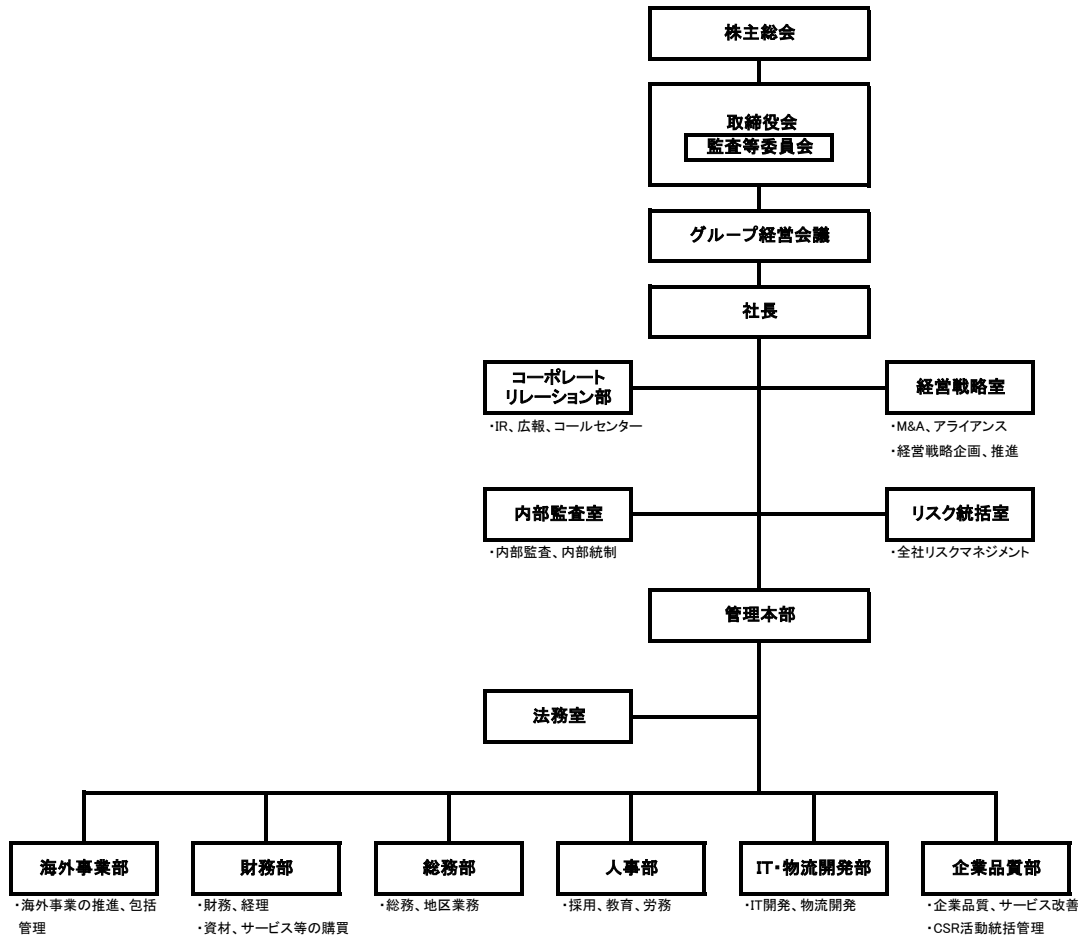 株主総会
取締役会
監査等委員会
グループ経営会議
社長
コーポレート
リレーション部
・IR、広報、コールセンター
経営戦略室
・M&A、アライアンス
・経営戦略企画、推進
内部監査室
・内部監査、内部統制
リスク統括室
・全社リスクマネジメント
管理本部
法務室
海外事業部
・海外事業の推進、包括
管理
財務部
・財務、経理
・資材、サービス等の購買
総務部
・総務、地区業務
人事部
・採用、教育、労務
IT・物流開発部
・IT開発、物流開発
企業品質部
・企業品質、サービス改善
・CSR活動統括管理